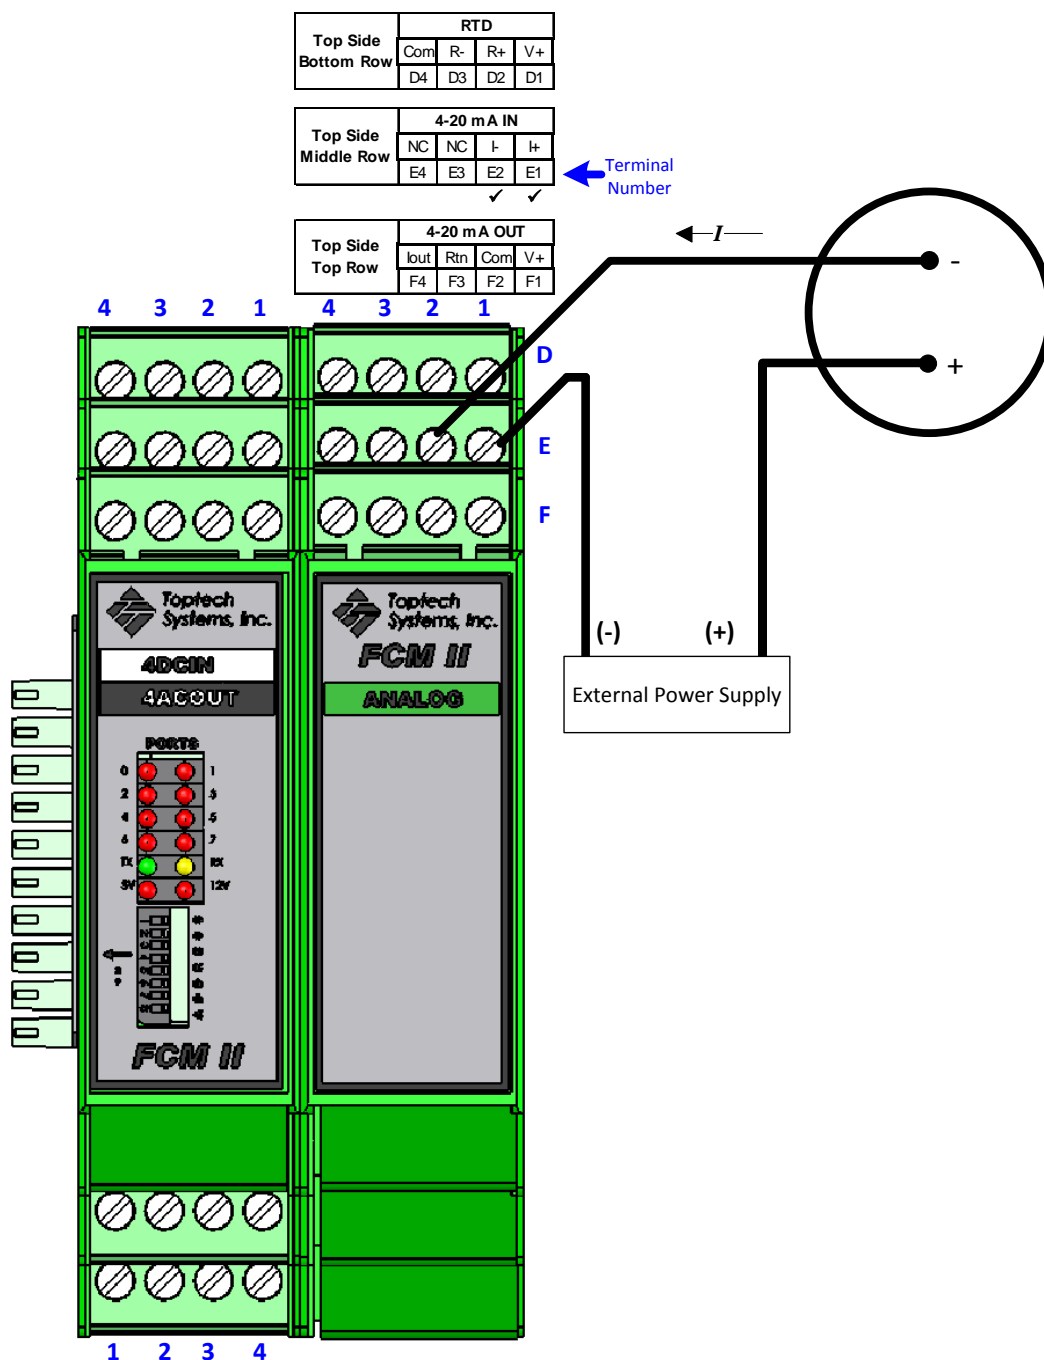 RTD
Top Side
Bottom Row
Com R- R+ V+
D4 D3 D2 D1
4-20 mA IN
Top Side
Middle Row
NC NC I- I+
E4 E3 E2 E1
Terminal
Number
✓ ✓
4-20 mA OUT
Top Side
Top Row
Iout Rtn Com V+
F4 F3 F2 F1
I
-
+
4 3 2 1
4 3 2 1
D
E
F
Toptech
Systems, Inc.
4DCIN
4ACOUT
PORTS
0 1
2 3
4 5
6 7
TX RX
5V 12V
FCM II
Toptech
Systems, Inc.
FCM II
ANALOG
(-) (+)
External Power Supply
1 2 3 4